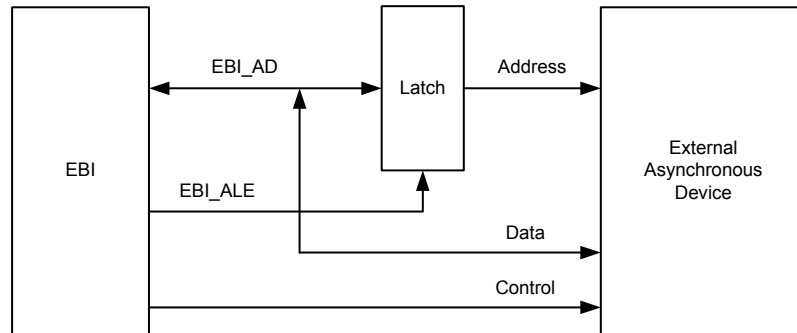 EBI_AD
Address
Latch
EBI
External
Asynchronous
Device
EBI_ALE
Data
Control